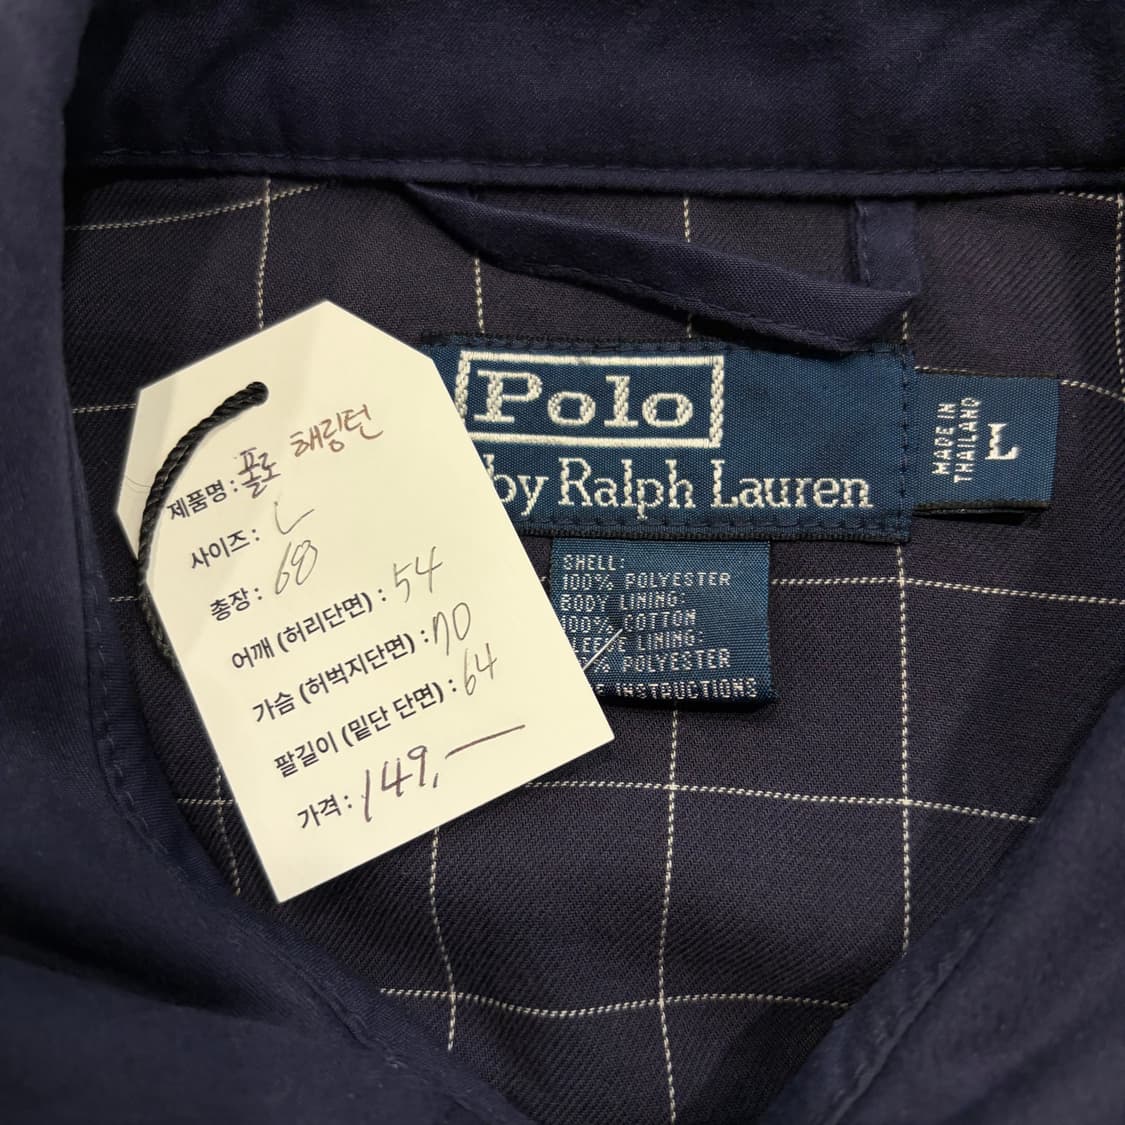 제품명: 폴로 해링턴
사이즈: L
총장: 68
어깨 (허리단면): 54
가슴 (허벅지단면): 70
팔길이 (밑단 단면): 64
가격: 149,—
Polo
by Ralph Lauren
MADE IN
THAILAND
L
SHELL:
100% POLYESTER
BODY LINING:
100% COTTON
LEEVE LINING:
% POLYESTER
INSTRUCTIONS